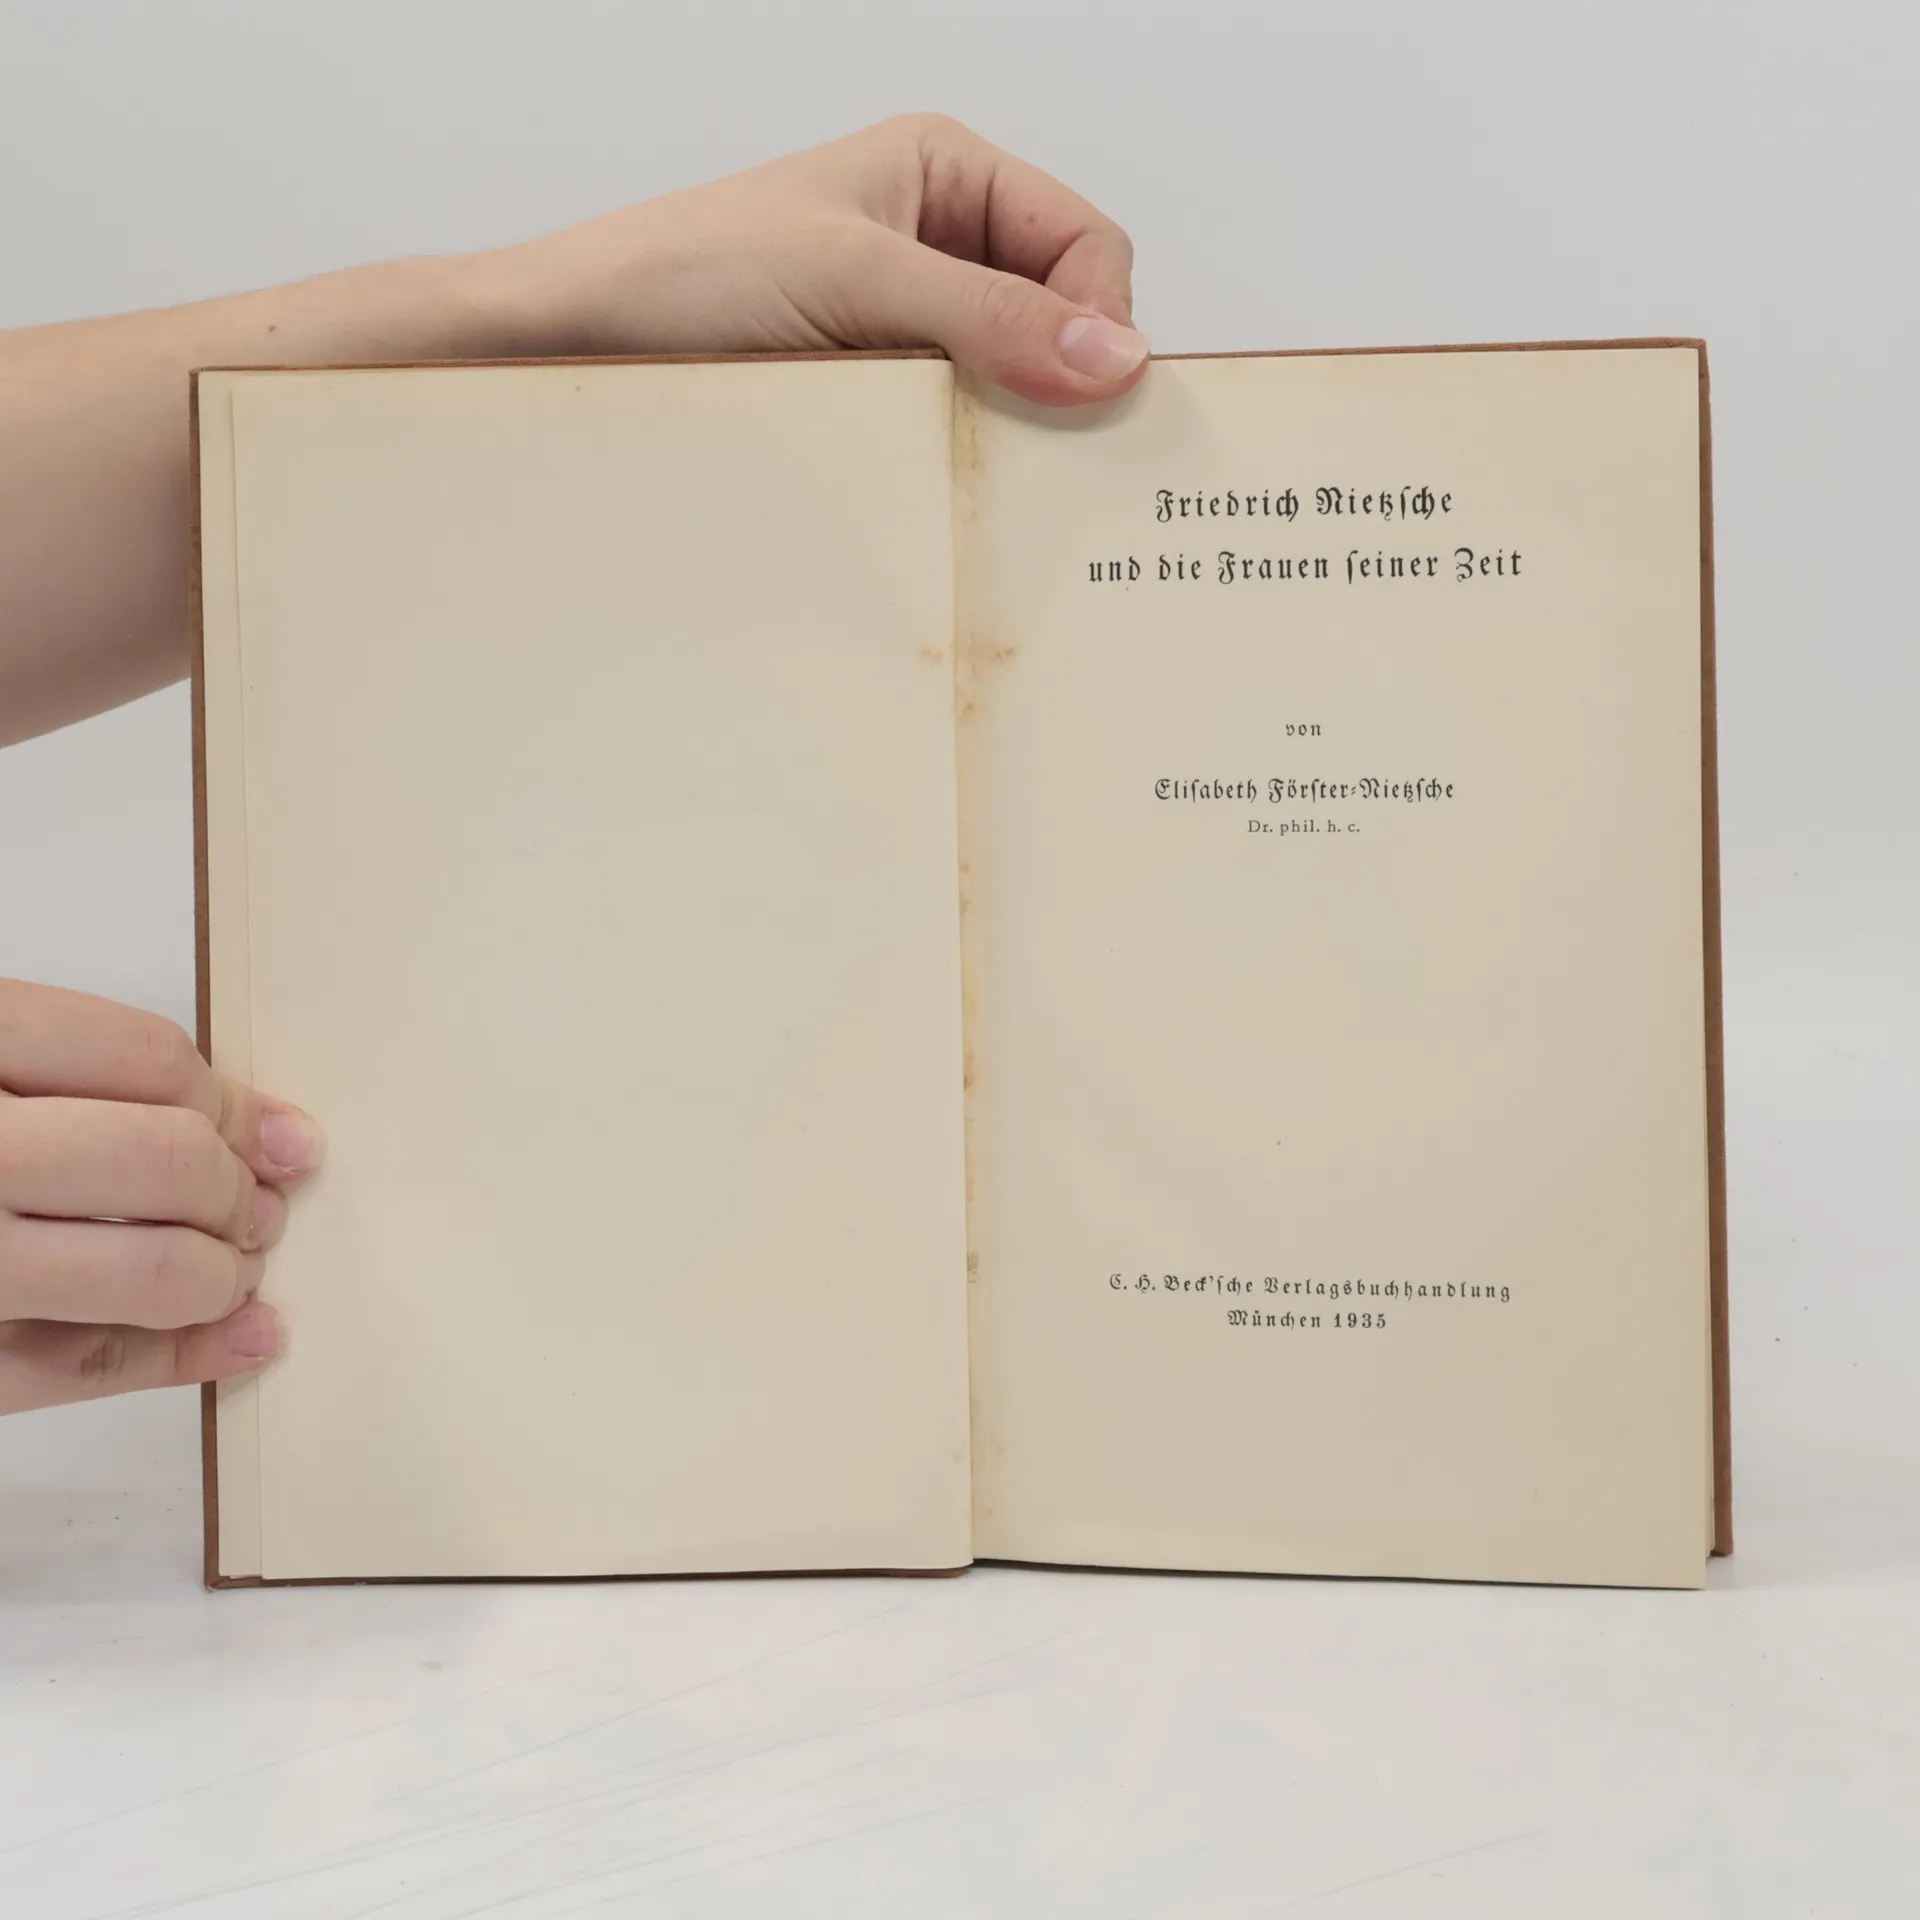 Friedrich Nietzſche
und die Frauen ſeiner Zeit
von
Eliſabeth Förſter-Nietzſche
Dr. phil. h. c.
C. H. Beck'ſche Verlagsbuchhandlung
München 1935